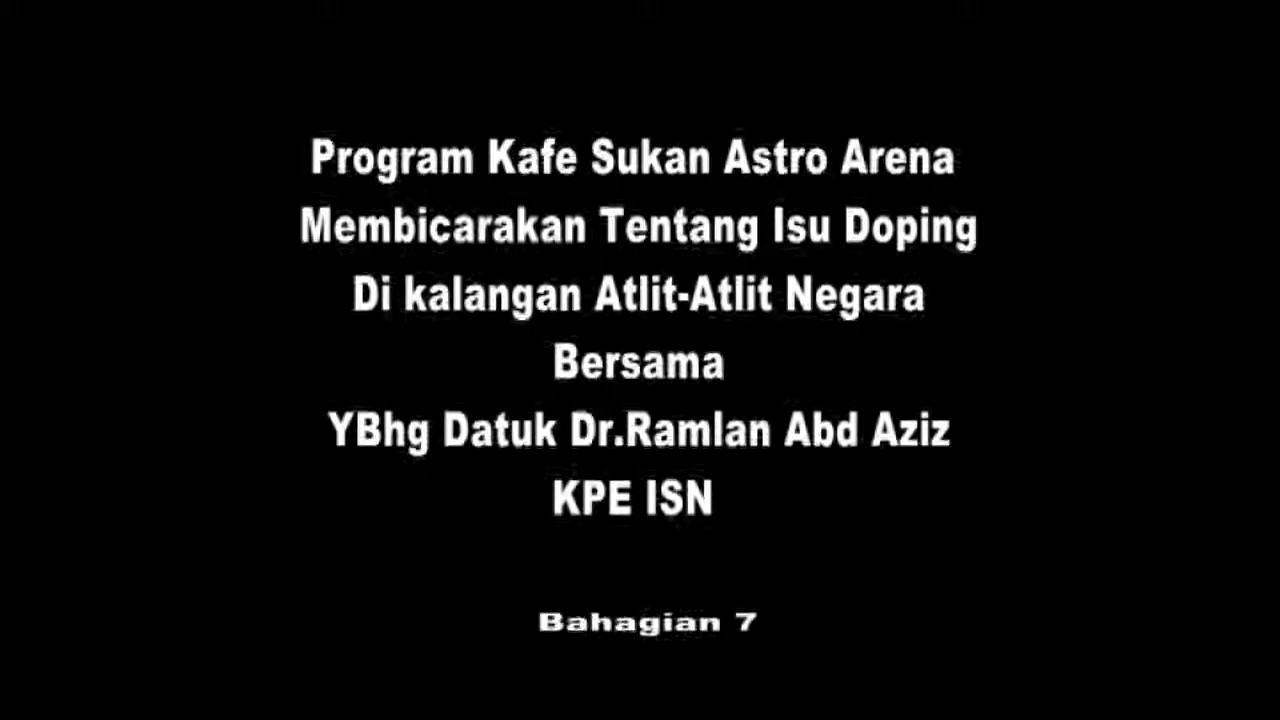 Program Kafe Sukan Astro Arena
Membicarakan Tentang Isu Doping
Di kalangan Atlit-Atlit Negara
Bersama
YBhg Datuk Dr.Ramlan Abd Aziz
KPE ISN
Bahagian 7